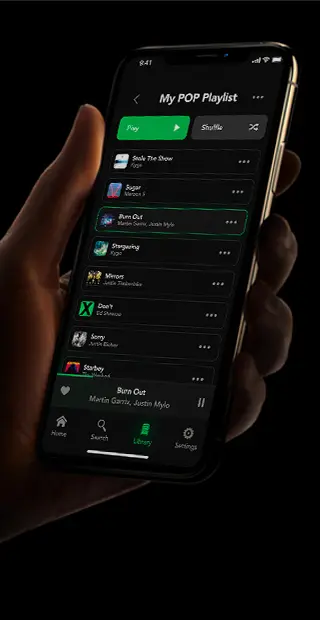 9:41
My POP Playlist
Play
Shuffle
Stole The Show
Kygo
Sugar
Maroon 5
Burn Out
Martin Garrix, Justin Mylo
Stargazing
Kygo
Mirrors
Justin Timberlake
Don't
Ed Sheeran
Sorry
Justin Bieber
Starboy
Burn Out
Martin Garrix, Justin Mylo
Home
Search
Library
Settings